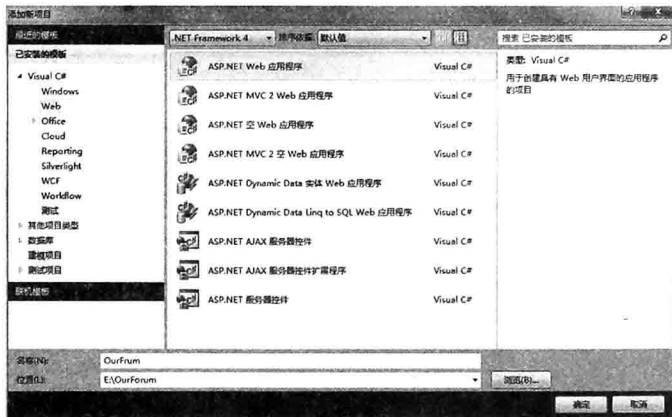 添加新项目
最近的模板
.NET Framework 4 排序依据: 默认值
搜索 已安装的模板
已安装的模板
Visual C#
Windows
Web
Office
Cloud
Reporting
Silverlight
WCF
Workflow
测试
其他项目类型
数据库
建模项目
测试项目
联机模板
ASP.NET Web 应用程序 Visual C#
ASP.NET MVC 2 Web 应用程序 Visual C#
ASP.NET 空 Web 应用程序 Visual C#
ASP.NET MVC 2 空 Web 应用程序 Visual C#
ASP.NET Dynamic Data 实体 Web 应用程序 Visual C#
ASP.NET Dynamic Data Linq to SQL Web 应用程序 Visual C#
ASP.NET AJAX 服务器控件 Visual C#
ASP.NET AJAX 服务器控件扩展程序 Visual C#
ASP.NET 服务器控件 Visual C#
类型: Visual C#
用于创建具有 Web 用户界面的应用程序
的项目
名称(N): OurFrum
位置(L): E:\OurForum
浏览(B)...
确定 取消